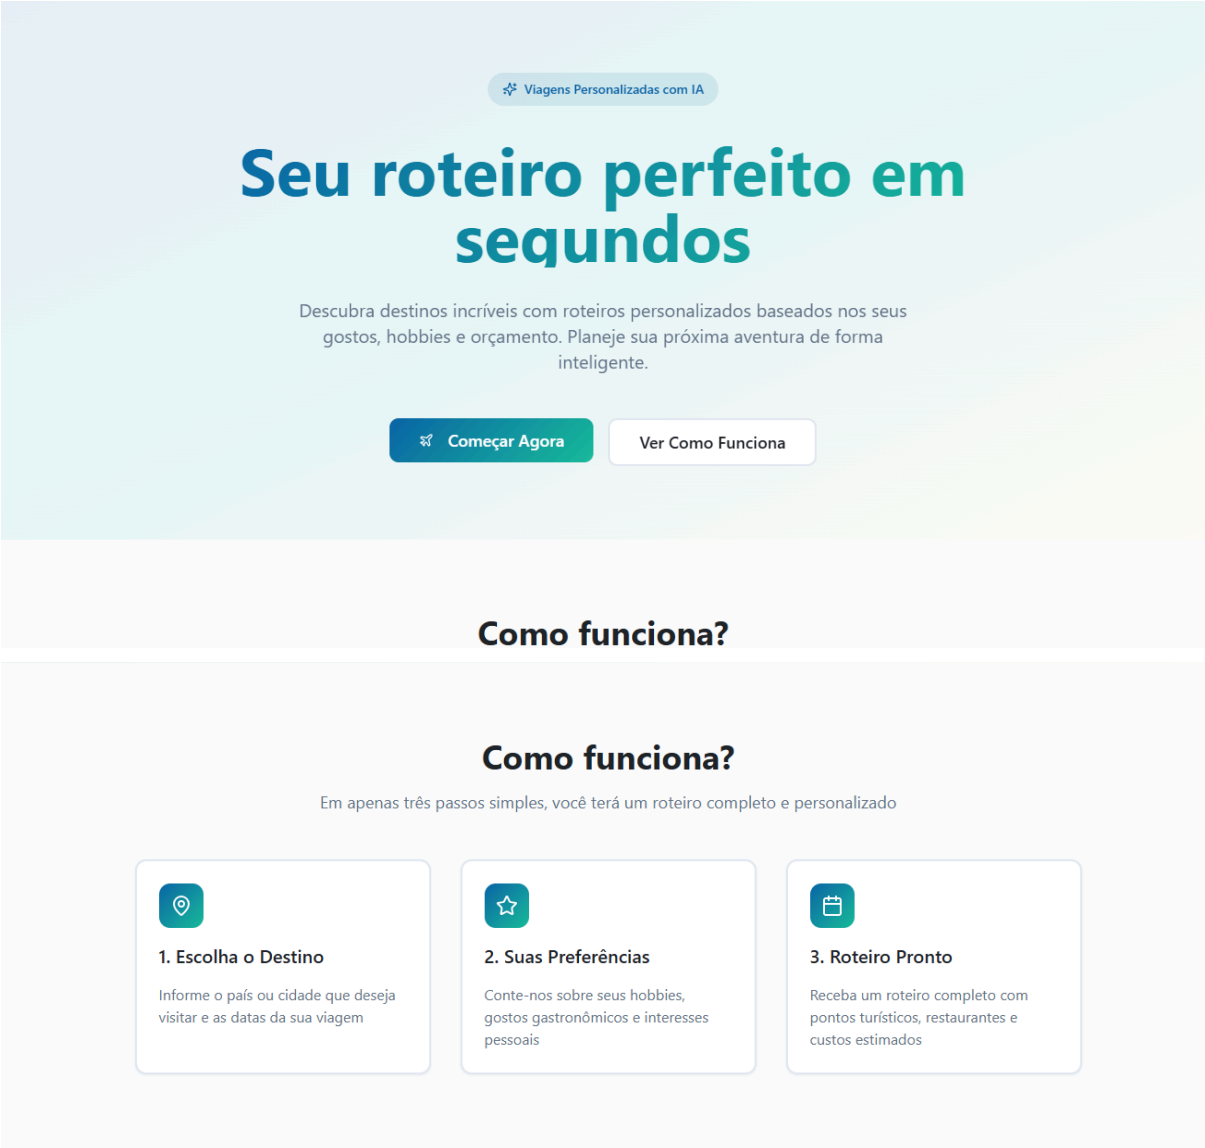 Viagens Personalizadas com IA
Seu roteiro perfeito em
segundos
Descubra destinos incríveis com roteiros personalizados baseados nos seus
gostos, hobbies e orçamento. Planeje sua próxima aventura de forma
inteligente.
Começar Agora
Ver Como Funciona
Como funciona?
Como funciona?
Em apenas três passos simples, você terá um roteiro completo e personalizado
1. Escolha o Destino
Informe o país ou cidade que deseja
visitar e as datas da sua viagem
2. Suas Preferências
Conte-nos sobre seus hobbies,
gostos gastronômicos e interesses
pessoais
3. Roteiro Pronto
Receba um roteiro completo com
pontos turísticos, restaurantes e
custos estimados